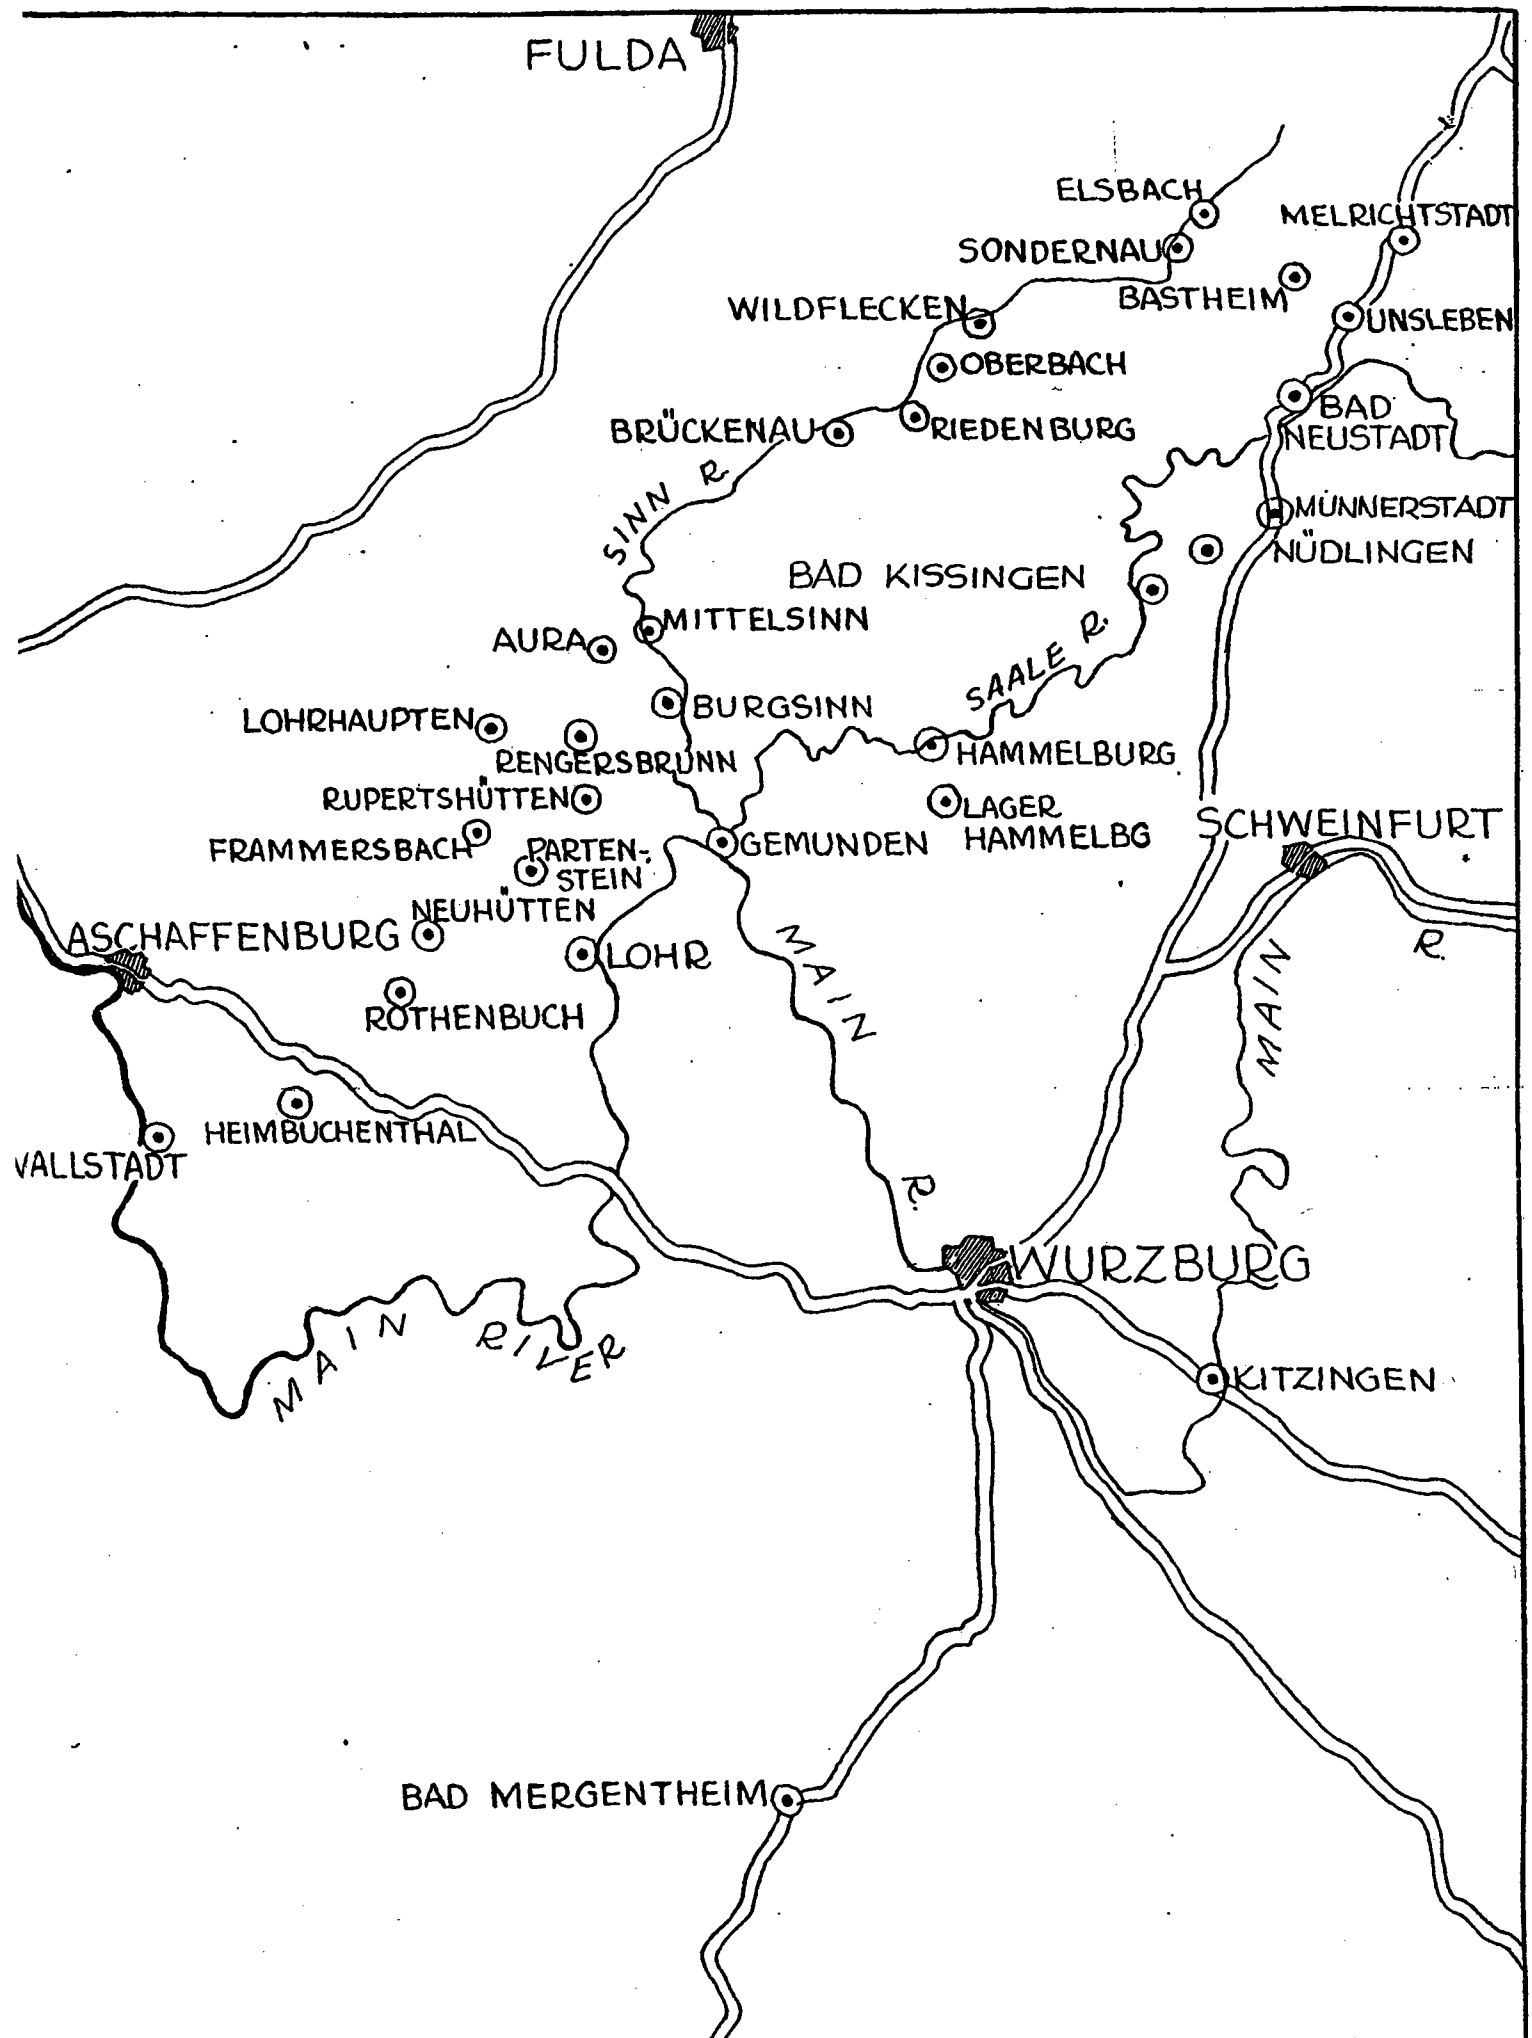 FULDA
ELSBACH
MELRICHTSTADT
SONDERNAU
BASTHEIM
WILDFLECKEN
UNSLEBEN
OBERBACH
BAD
NEUSTADT
BRÜCKENAU
RIEDENBURG
SINN R.
MÜNNERSTADT
NÜDLINGEN
BAD KISSINGEN
MITTELSINN
AURA
SAALE R.
BURGSINN
LOHRHAUPTEN
RENGERSBRUNN
HAMMELBURG
RUPERTSHÜTTEN
LAGER
HAMMELBG
SCHWEINFURT
FRAMMERSBACH
PARTEN-
STEIN
GEMUNDEN
NEUHÜTTEN
ASCHAFFENBURG
LOHR
MAIN R.
MAIN R.
ROTHENBUCH
HEIMBUCHENTHAL
VALLSTADT
WURZBURG
MAIN RIVER
KITZINGEN
BAD MERGENTHEIM